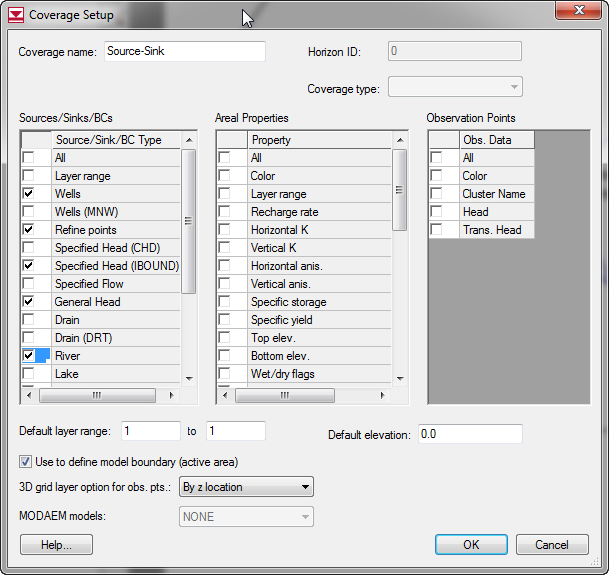 Coverage Setup
Coverage name: Source-Sink Horizon ID: 0
Coverage type:
Sources/Sinks/BCs Areal Properties Observation Points
Source/Sink/BC Type Property Obs. Data
All All All
Layer range Color Color
Wells Layer range Cluster Name
Wells (MNW) Recharge rate Head
Refine points Horizontal K Trans. Head
Specified Head (CHD) Vertical K
Specified Head (IBOUND) Horizontal anis.
Specified Flow Vertical anis.
General Head Specific storage
Drain Specific yield
Drain (DRT) Top elev.
River Bottom elev.
Lake Wet/dry flags
Default layer range: 1 to 1 Default elevation: 0.0
Use to define model boundary (active area)
3D grid layer option for obs. pts.: By z location
MODAEM models: NONE
Help... OK Cancel